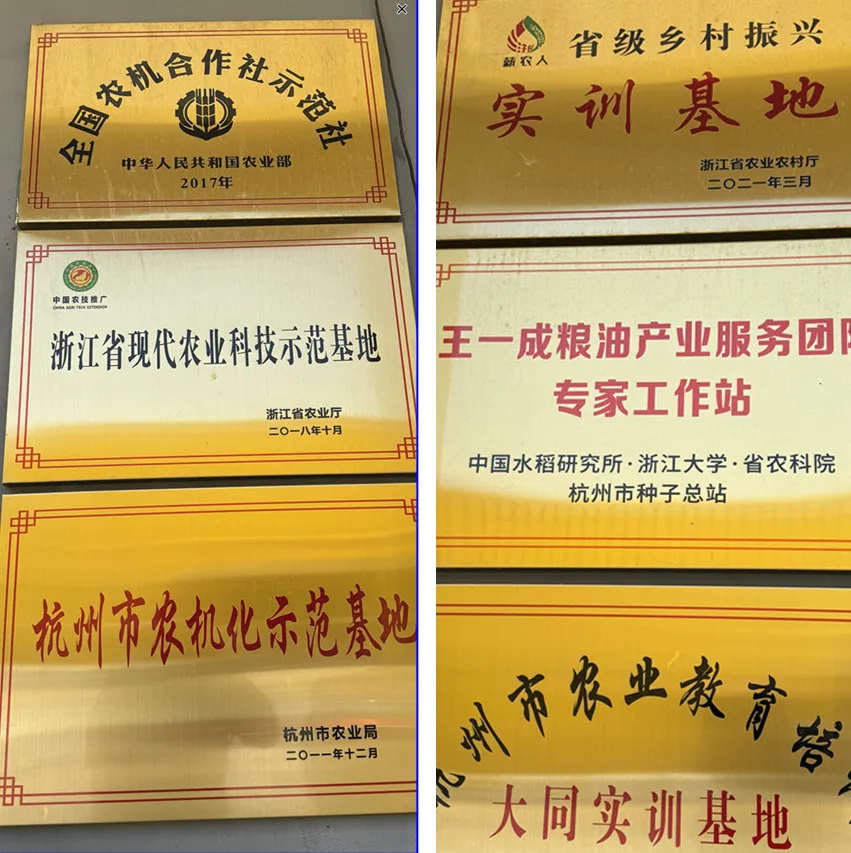 全国农机合作社示范社
中华人民共和国农业部
2017年
中国农技推广
CHINA AGRI-TECH EXTENSION
浙江省现代农业科技示范基地
浙江省农业厅
二〇一八年十月
杭州市农机化示范基地
杭州市农业局
二〇一一年十二月
薪农人
省级乡村振兴
实训基地
浙江省农业农村厅
二〇二一年三月
王一成粮油产业服务团队
专家工作站
中国水稻研究所·浙江大学·省农科院
杭州市种子总站
杭州市农业教育培
大同实训基地